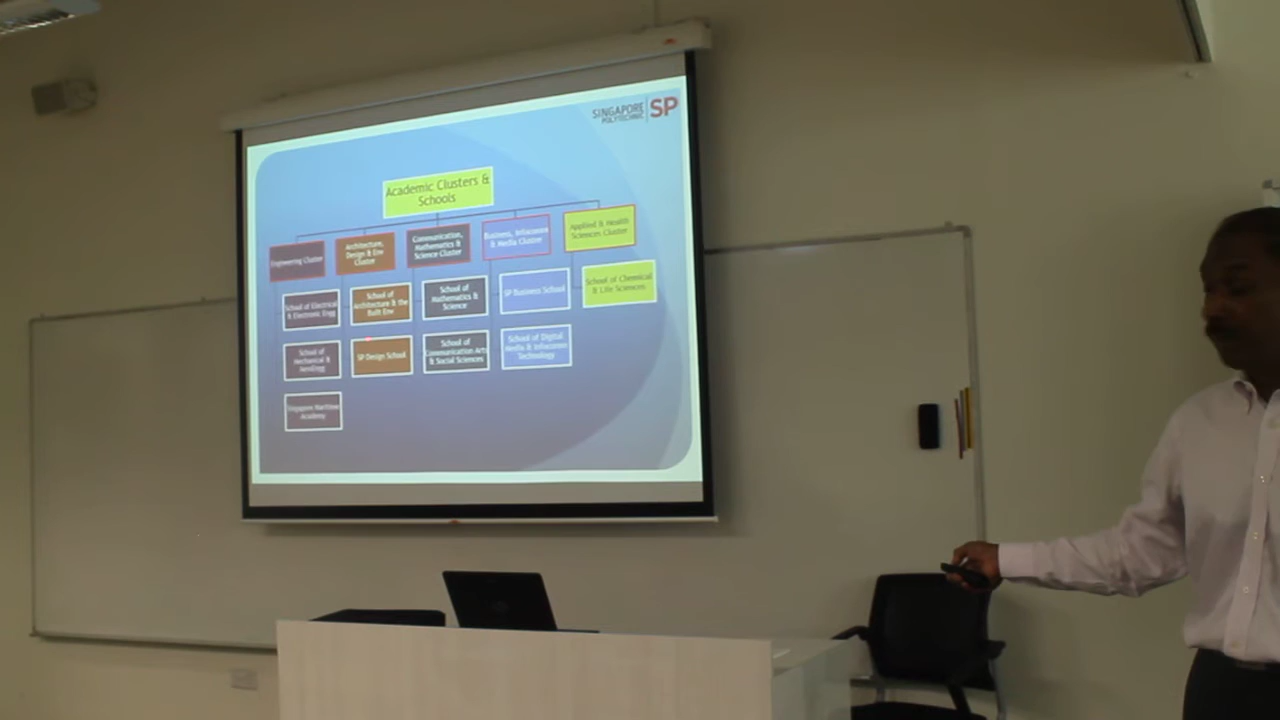 SINGAPORE
POLYTECHNIC
SP
Academic Clusters &
Schools
Engineering Cluster
Architecture,
Design & Env
Cluster
Communication,
Mathematics &
Science Cluster
Business, Infocomm
& Media Cluster
Applied & Health
Sciences Cluster
School of Electrical
& Electronic Engg
School of
Architecture & the
Built Env
School of
Mathematics &
Science
SP Business School
School of Chemical
& Life Sciences
School of
Mechanical &
AeroEngg
SP Design School
School of
Communication Arts
& Social Sciences
School of Digital
Media & Infocomm
Technology
Singapore Maritime
Academy